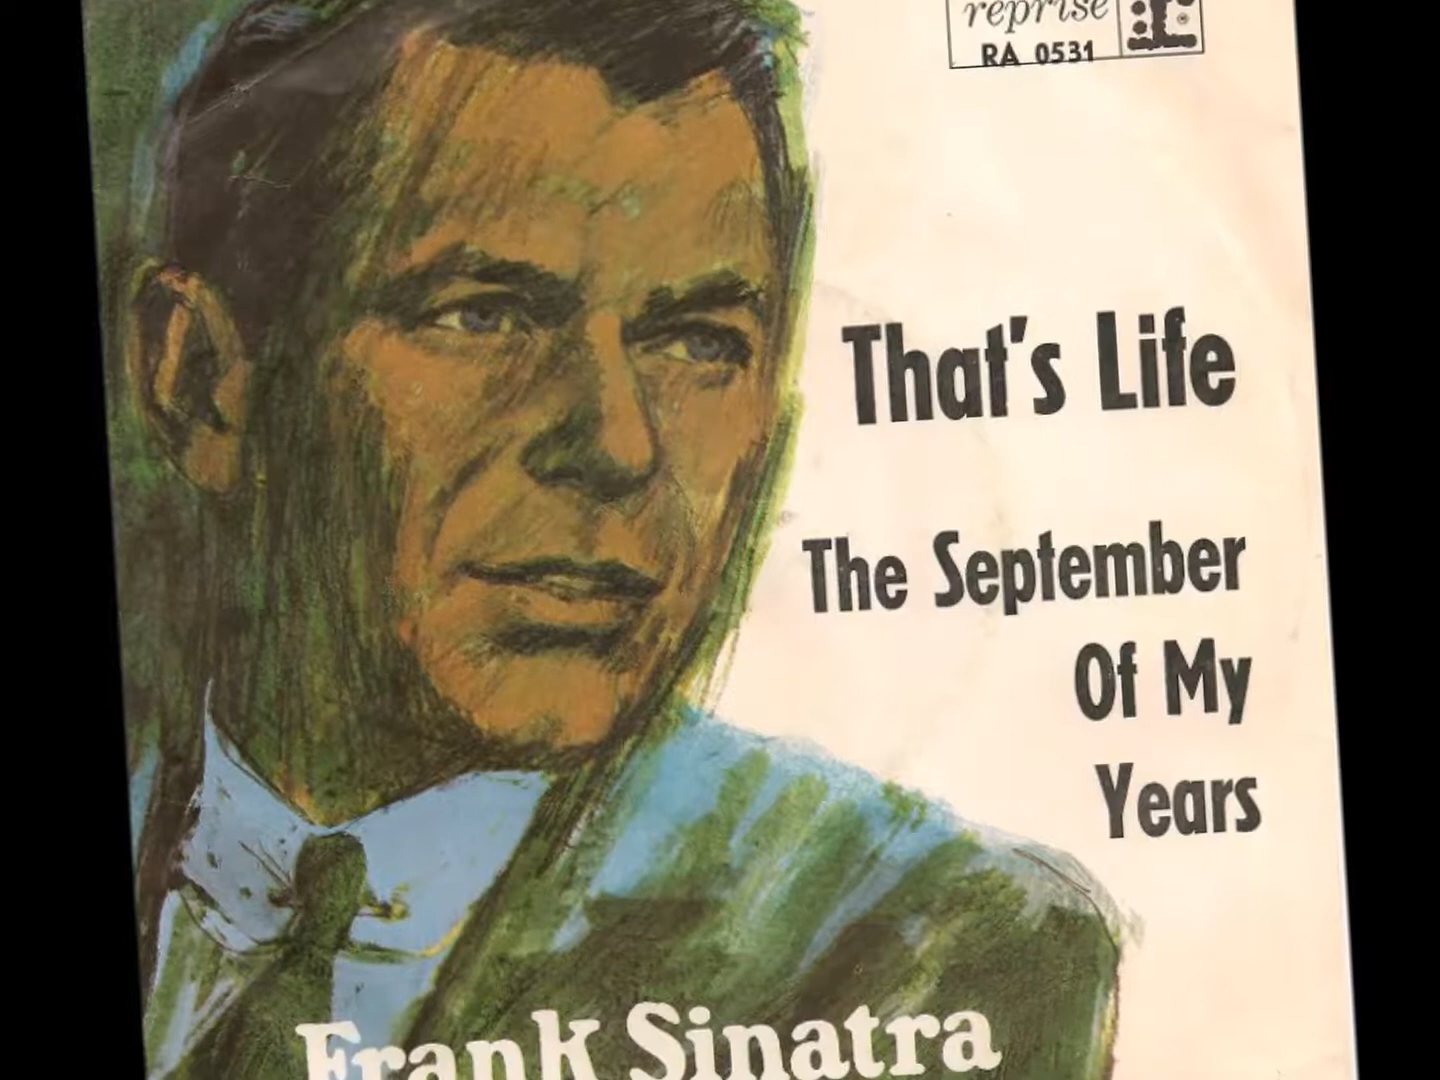 reprise
RA 0531
That's Life
The September
Of My
Years
Frank Sinatra